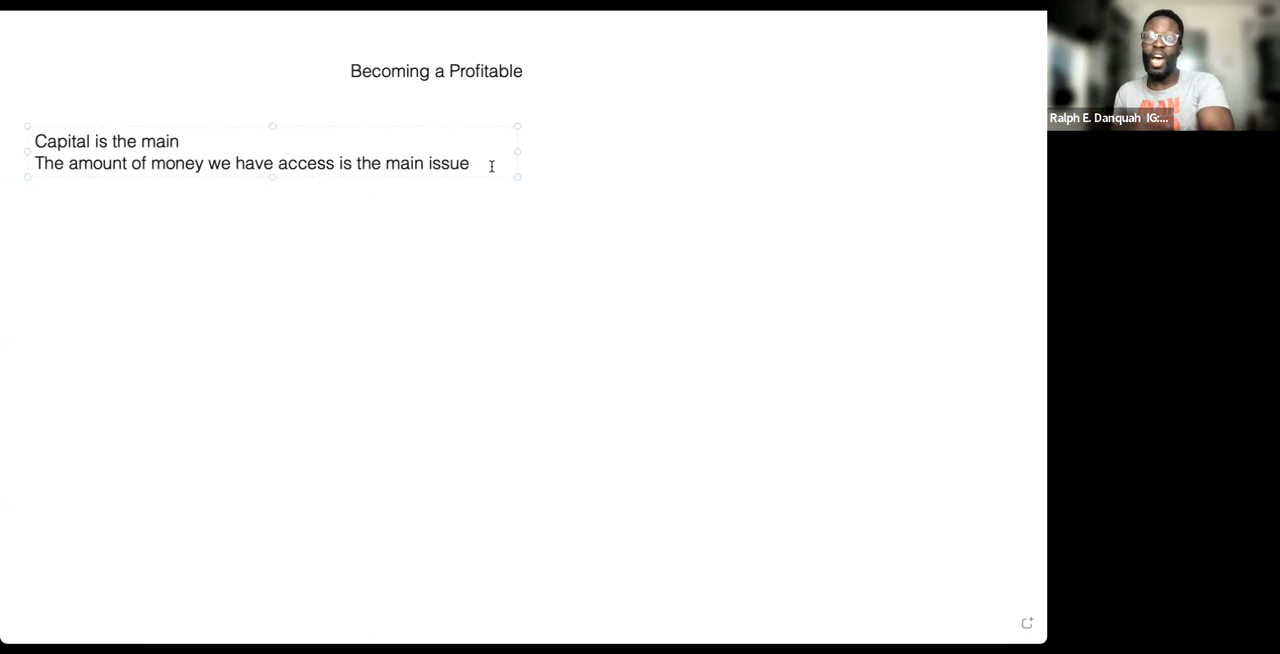 Becoming a Profitable
Capital is the main
The amount of money we have access is the main issue
Ralph E. Danquah IG:...